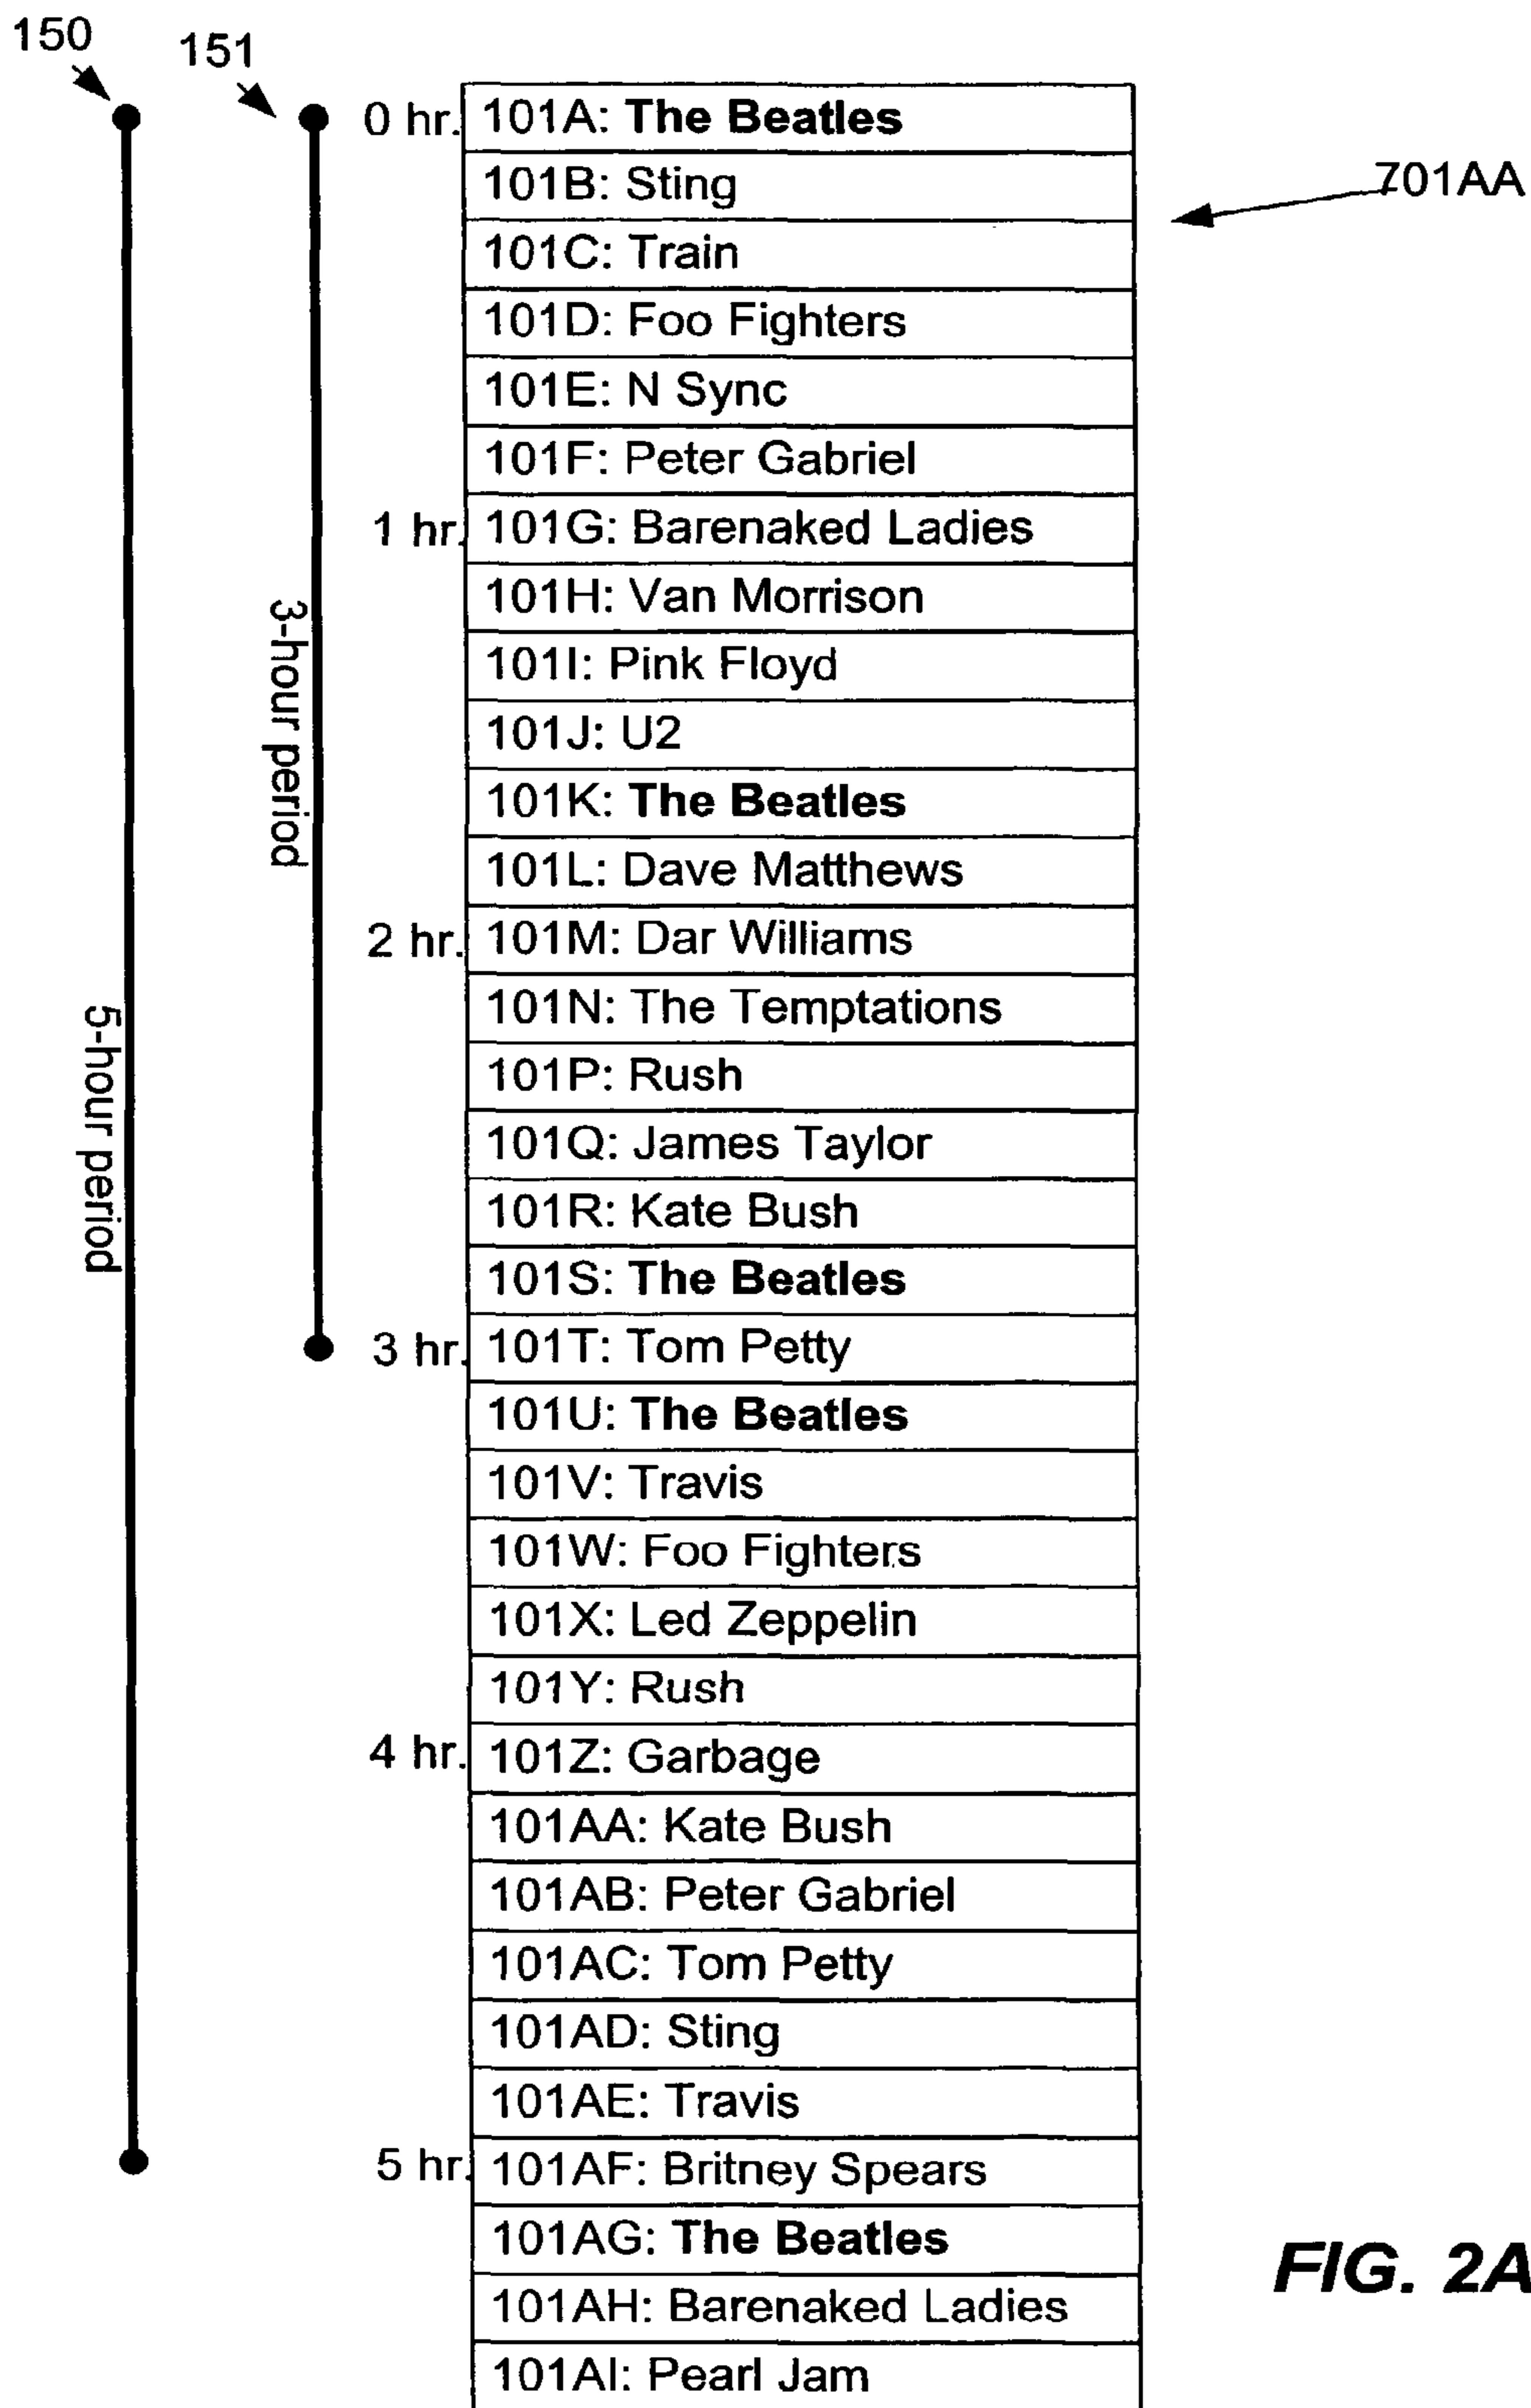 150
151
0 hr. 101A: The Beatles
101B: Sting
701AA
101C: Train
101D: Foo Fighters
101E: N Sync
101F: Peter Gabriel
1 hr. 101G: Barenaked Ladies
101H: Van Morrison
3-hour period
101I: Pink Floyd
101J: U2
101K: The Beatles
101L: Dave Matthews
2 hr. 101M: Dar Williams
101N: The Temptations
5-hour period
101P: Rush
101Q: James Taylor
101R: Kate Bush
101S: The Beatles
3 hr. 101T: Tom Petty
101U: The Beatles
101V: Travis
101W: Foo Fighters
101X: Led Zeppelin
101Y: Rush
4 hr. 101Z: Garbage
101AA: Kate Bush
101AB: Peter Gabriel
101AC: Tom Petty
101AD: Sting
101AE: Travis
5 hr. 101AF: Britney Spears
101AG: The Beatles
101AH: Barenaked Ladies
101AI: Pearl Jam
FIG. 2A